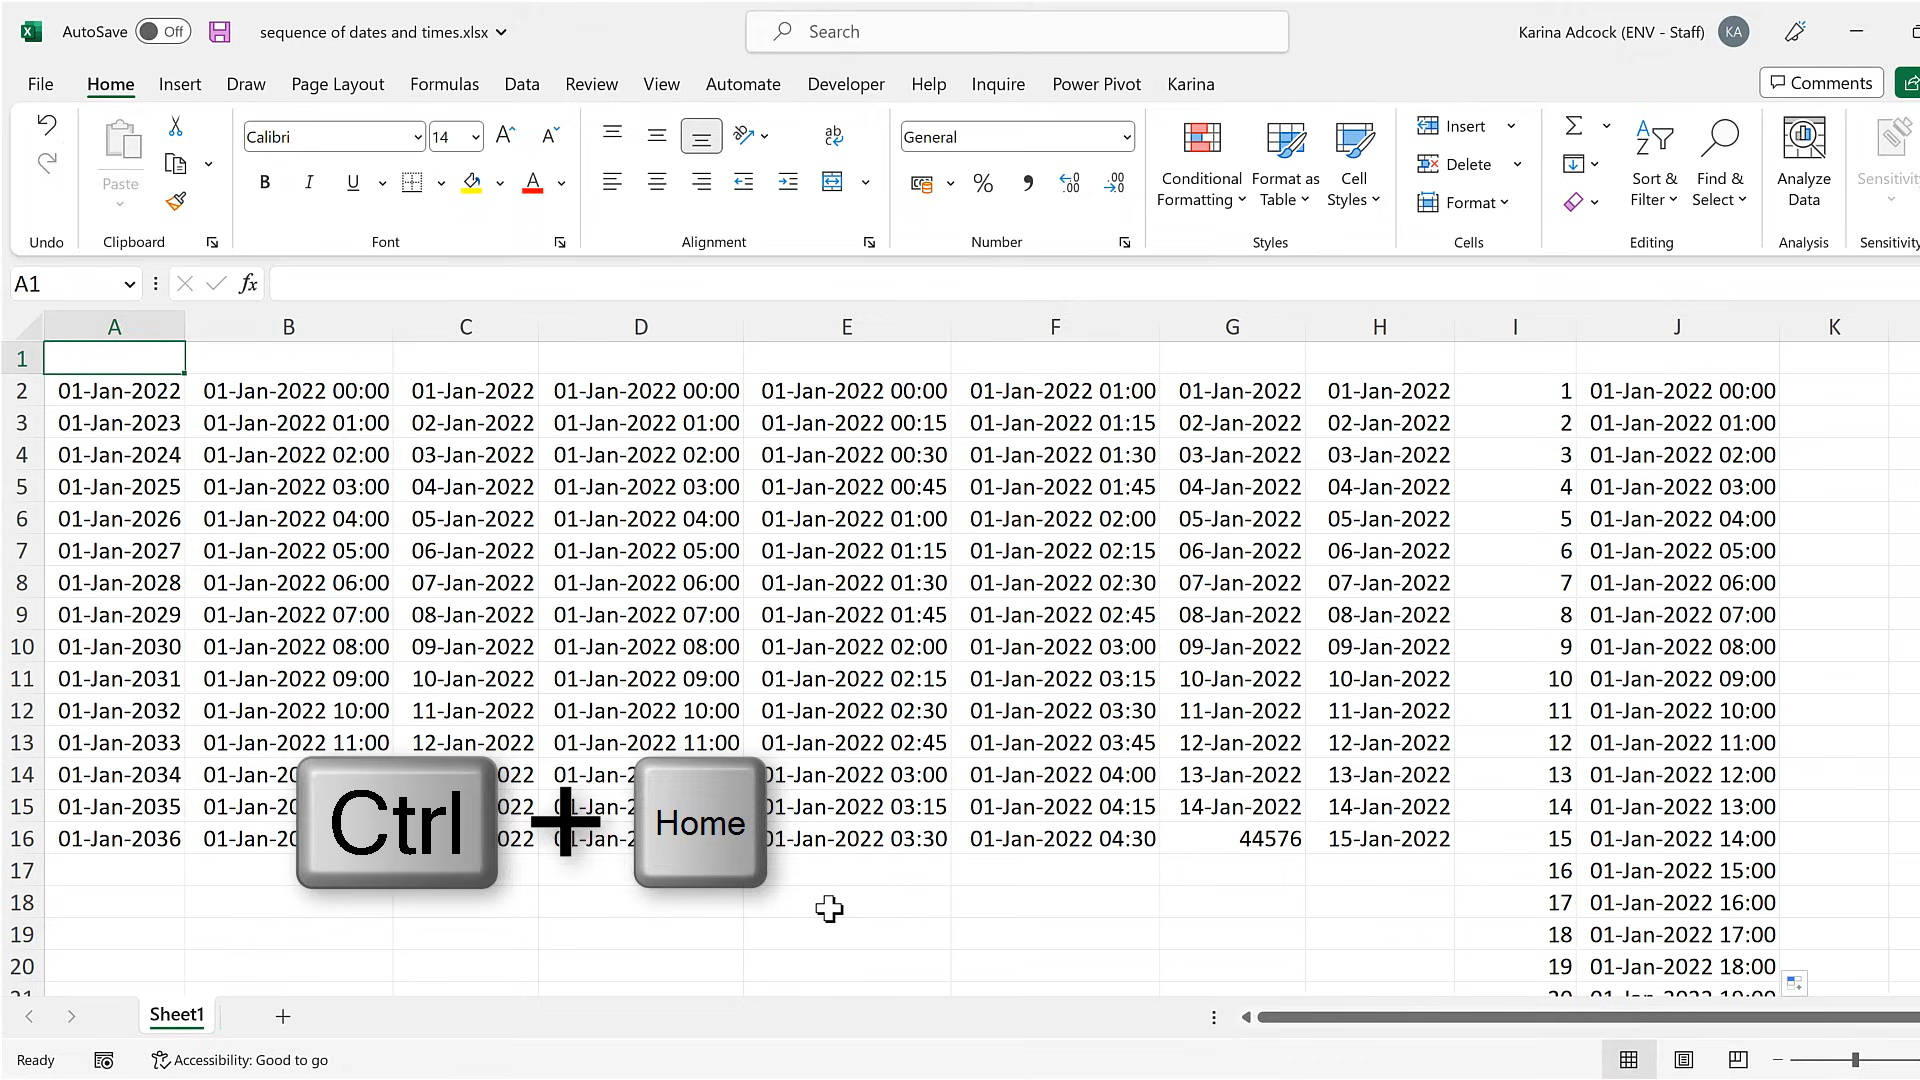 AutoSave Off sequence of dates and times.xlsx Search Karina Adcock (ENV - Staff) KA
File Home Insert Draw Page Layout Formulas Data Review View Automate Developer Help Inquire Power Pivot Karina Comments
Calibri 14 General
Paste
B I U A
Conditional Formatting
Format as Table
Cell Styles
Insert
Delete
Format
Sort & Filter
Find & Select
Analyze Data
Sensitivity
Undo Clipboard Font Alignment Number Styles Cells Editing Analysis Sensitivity
A1 fx
A B C D E F G H I J K
1
2 01-Jan-2022 01-Jan-2022 00:00 01-Jan-2022 01-Jan-2022 00:00 01-Jan-2022 00:00 01-Jan-2022 01:00 01-Jan-2022 01-Jan-2022 1 01-Jan-2022 00:00
3 01-Jan-2023 01-Jan-2022 01:00 02-Jan-2022 01-Jan-2022 01:00 01-Jan-2022 00:15 01-Jan-2022 01:15 02-Jan-2022 02-Jan-2022 2 01-Jan-2022 01:00
4 01-Jan-2024 01-Jan-2022 02:00 03-Jan-2022 01-Jan-2022 02:00 01-Jan-2022 00:30 01-Jan-2022 01:30 03-Jan-2022 03-Jan-2022 3 01-Jan-2022 02:00
5 01-Jan-2025 01-Jan-2022 03:00 04-Jan-2022 01-Jan-2022 03:00 01-Jan-2022 00:45 01-Jan-2022 01:45 04-Jan-2022 04-Jan-2022 4 01-Jan-2022 03:00
6 01-Jan-2026 01-Jan-2022 04:00 05-Jan-2022 01-Jan-2022 04:00 01-Jan-2022 01:00 01-Jan-2022 02:00 05-Jan-2022 05-Jan-2022 5 01-Jan-2022 04:00
7 01-Jan-2027 01-Jan-2022 05:00 06-Jan-2022 01-Jan-2022 05:00 01-Jan-2022 01:15 01-Jan-2022 02:15 06-Jan-2022 06-Jan-2022 6 01-Jan-2022 05:00
8 01-Jan-2028 01-Jan-2022 06:00 07-Jan-2022 01-Jan-2022 06:00 01-Jan-2022 01:30 01-Jan-2022 02:30 07-Jan-2022 07-Jan-2022 7 01-Jan-2022 06:00
9 01-Jan-2029 01-Jan-2022 07:00 08-Jan-2022 01-Jan-2022 07:00 01-Jan-2022 01:45 01-Jan-2022 02:45 08-Jan-2022 08-Jan-2022 8 01-Jan-2022 07:00
10 01-Jan-2030 01-Jan-2022 08:00 09-Jan-2022 01-Jan-2022 08:00 01-Jan-2022 02:00 01-Jan-2022 03:00 09-Jan-2022 09-Jan-2022 9 01-Jan-2022 08:00
11 01-Jan-2031 01-Jan-2022 09:00 10-Jan-2022 01-Jan-2022 09:00 01-Jan-2022 02:15 01-Jan-2022 03:15 10-Jan-2022 10-Jan-2022 10 01-Jan-2022 09:00
12 01-Jan-2032 01-Jan-2022 10:00 11-Jan-2022 01-Jan-2022 10:00 01-Jan-2022 02:30 01-Jan-2022 03:30 11-Jan-2022 11-Jan-2022 11 01-Jan-2022 10:00
13 01-Jan-2033 01-Jan-2022 11:00 12-Jan-2022 01-Jan-2022 11:00 01-Jan-2022 02:45 01-Jan-2022 03:45 12-Jan-2022 12-Jan-2022 12 01-Jan-2022 11:00
14 01-Jan-2034 01-Jan-2022 03:00 01-Jan-2022 04:00 13-Jan-2022 13-Jan-2022 13 01-Jan-2022 12:00
15 01-Jan-2035 01-Jan-2022 03:15 01-Jan-2022 04:15 14-Jan-2022 14-Jan-2022 14 01-Jan-2022 13:00
16 01-Jan-2036 01-Jan-2022 03:30 01-Jan-2022 04:30 44576 15-Jan-2022 15 01-Jan-2022 14:00
Ctrl + Home
17 16 01-Jan-2022 15:00
18 17 01-Jan-2022 16:00
19 18 01-Jan-2022 17:00
20 19 01-Jan-2022 18:00
Sheet1
Ready Accessibility: Good to go